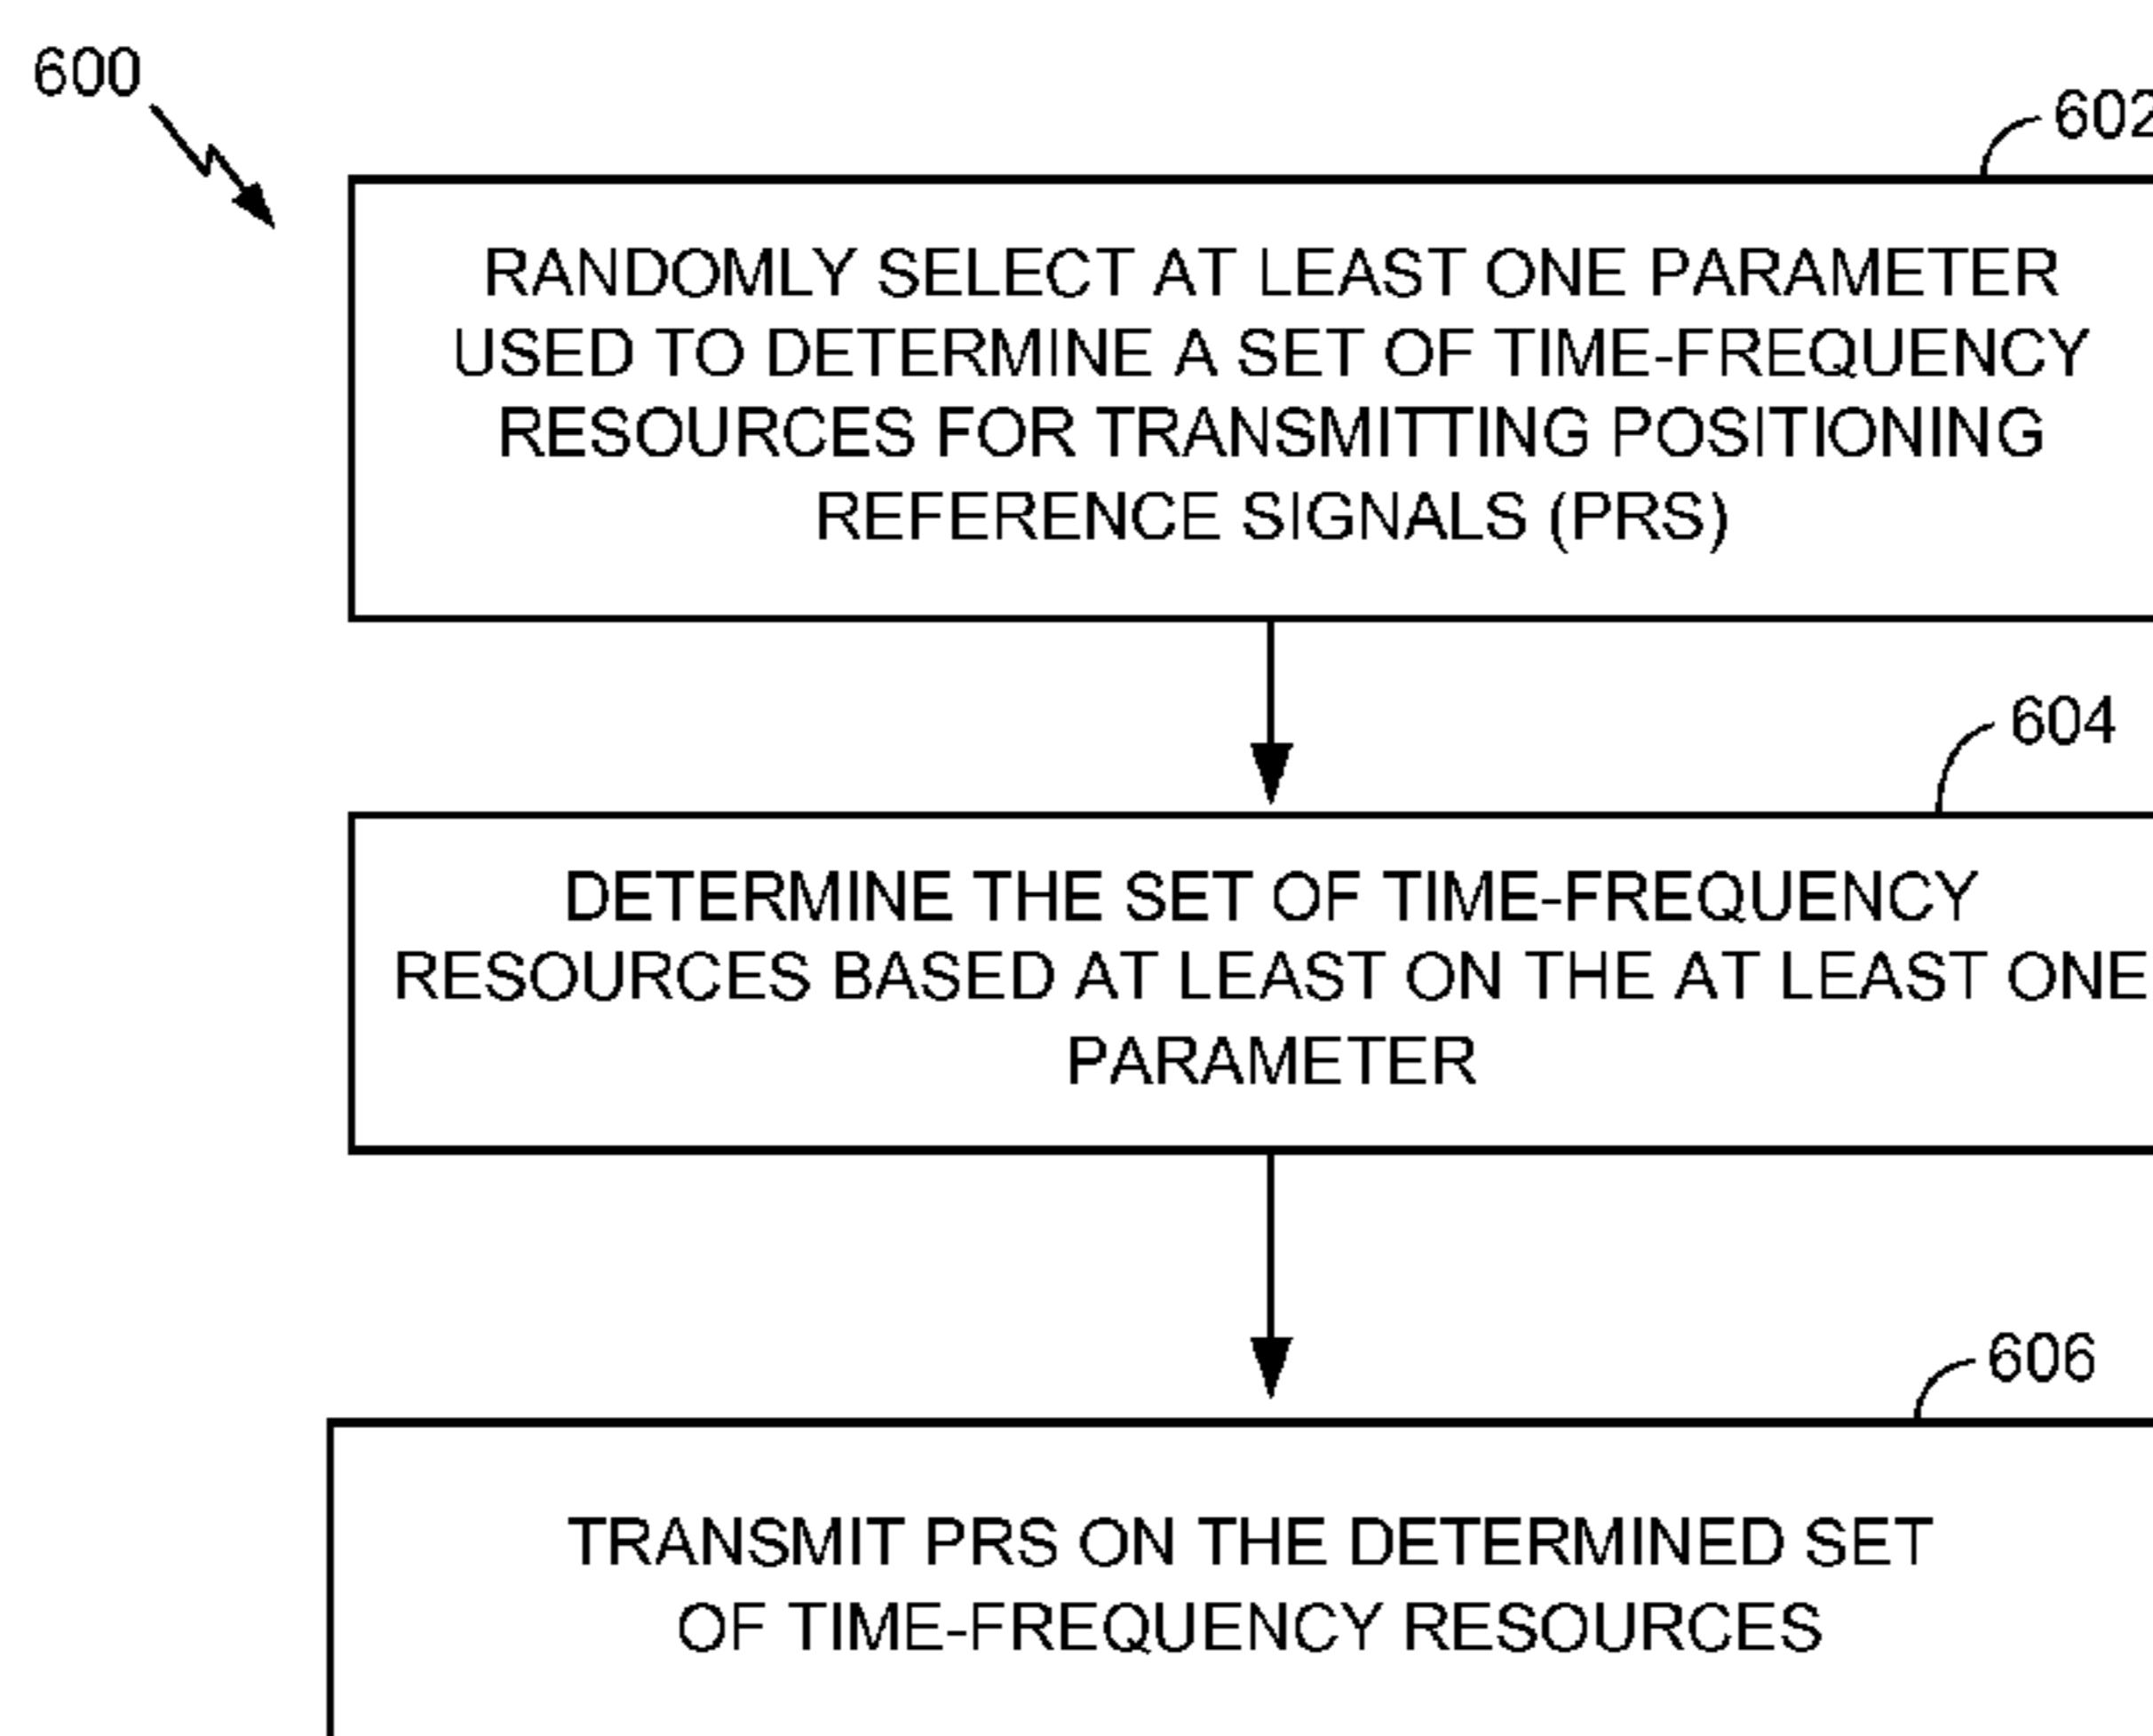 600
602
RANDOMLY SELECT AT LEAST ONE PARAMETER
USED TO DETERMINE A SET OF TIME-FREQUENCY
RESOURCES FOR TRANSMITTING POSITIONING
REFERENCE SIGNALS (PRS)
604
DETERMINE THE SET OF TIME-FREQUENCY
RESOURCES BASED AT LEAST ON THE AT LEAST ONE
PARAMETER
606
TRANSMIT PRS ON THE DETERMINED SET
OF TIME-FREQUENCY RESOURCES